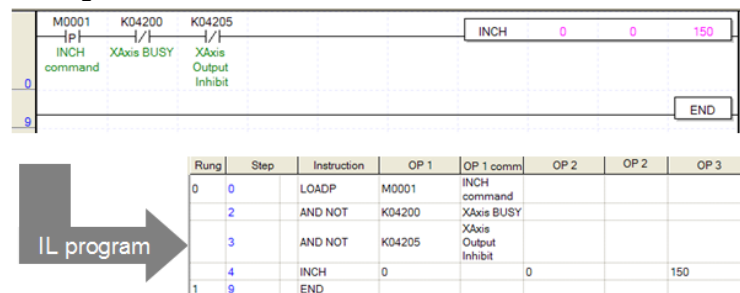 M0001 K04200 K04205
P
INCH 0 0 150
INCH command XAxis BUSY XAxis Output Inhibit
0
END
9
IL program
Rung Step Instruction OP 1 OP 1 comm OP 2 OP 2 OP 3
0 0 LOADP M0001 INCH command
2 AND NOT K04200 XAxis BUSY
3 AND NOT K04205 XAxis Output Inhibit
4 INCH 0 0 150
1 9 END